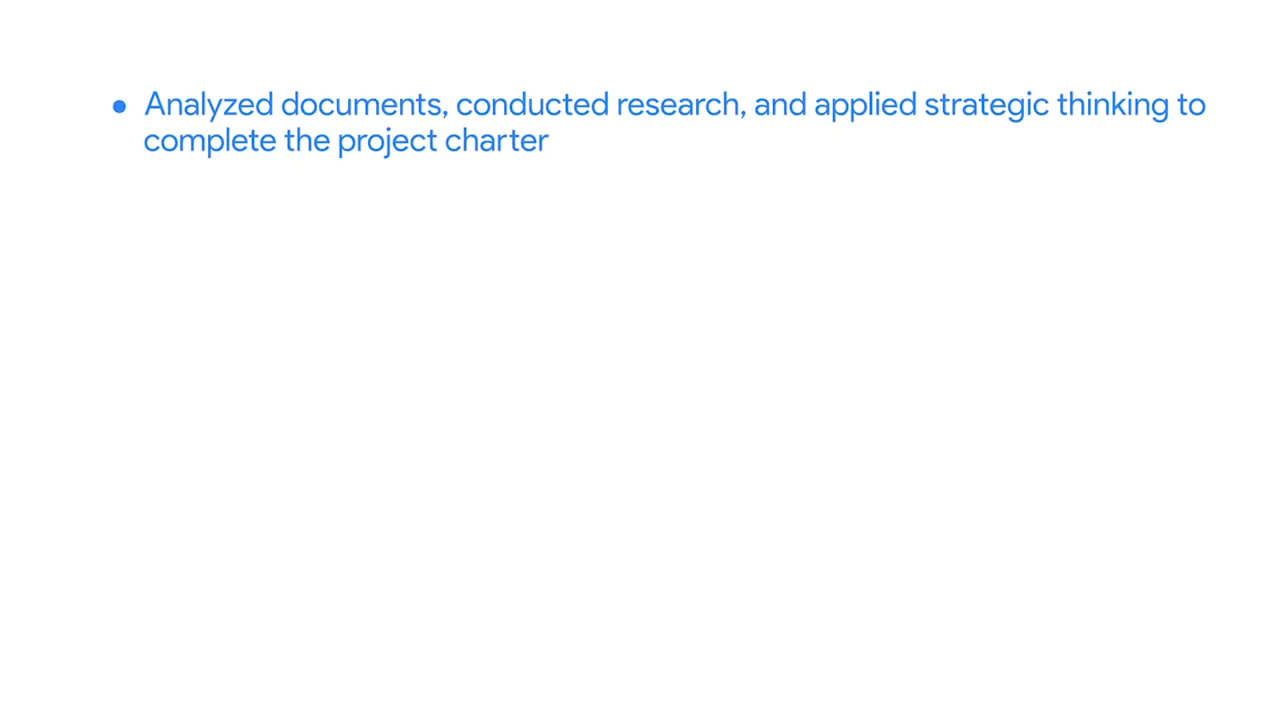 ● Analyzed documents, conducted research, and applied strategic thinking to
complete the project charter